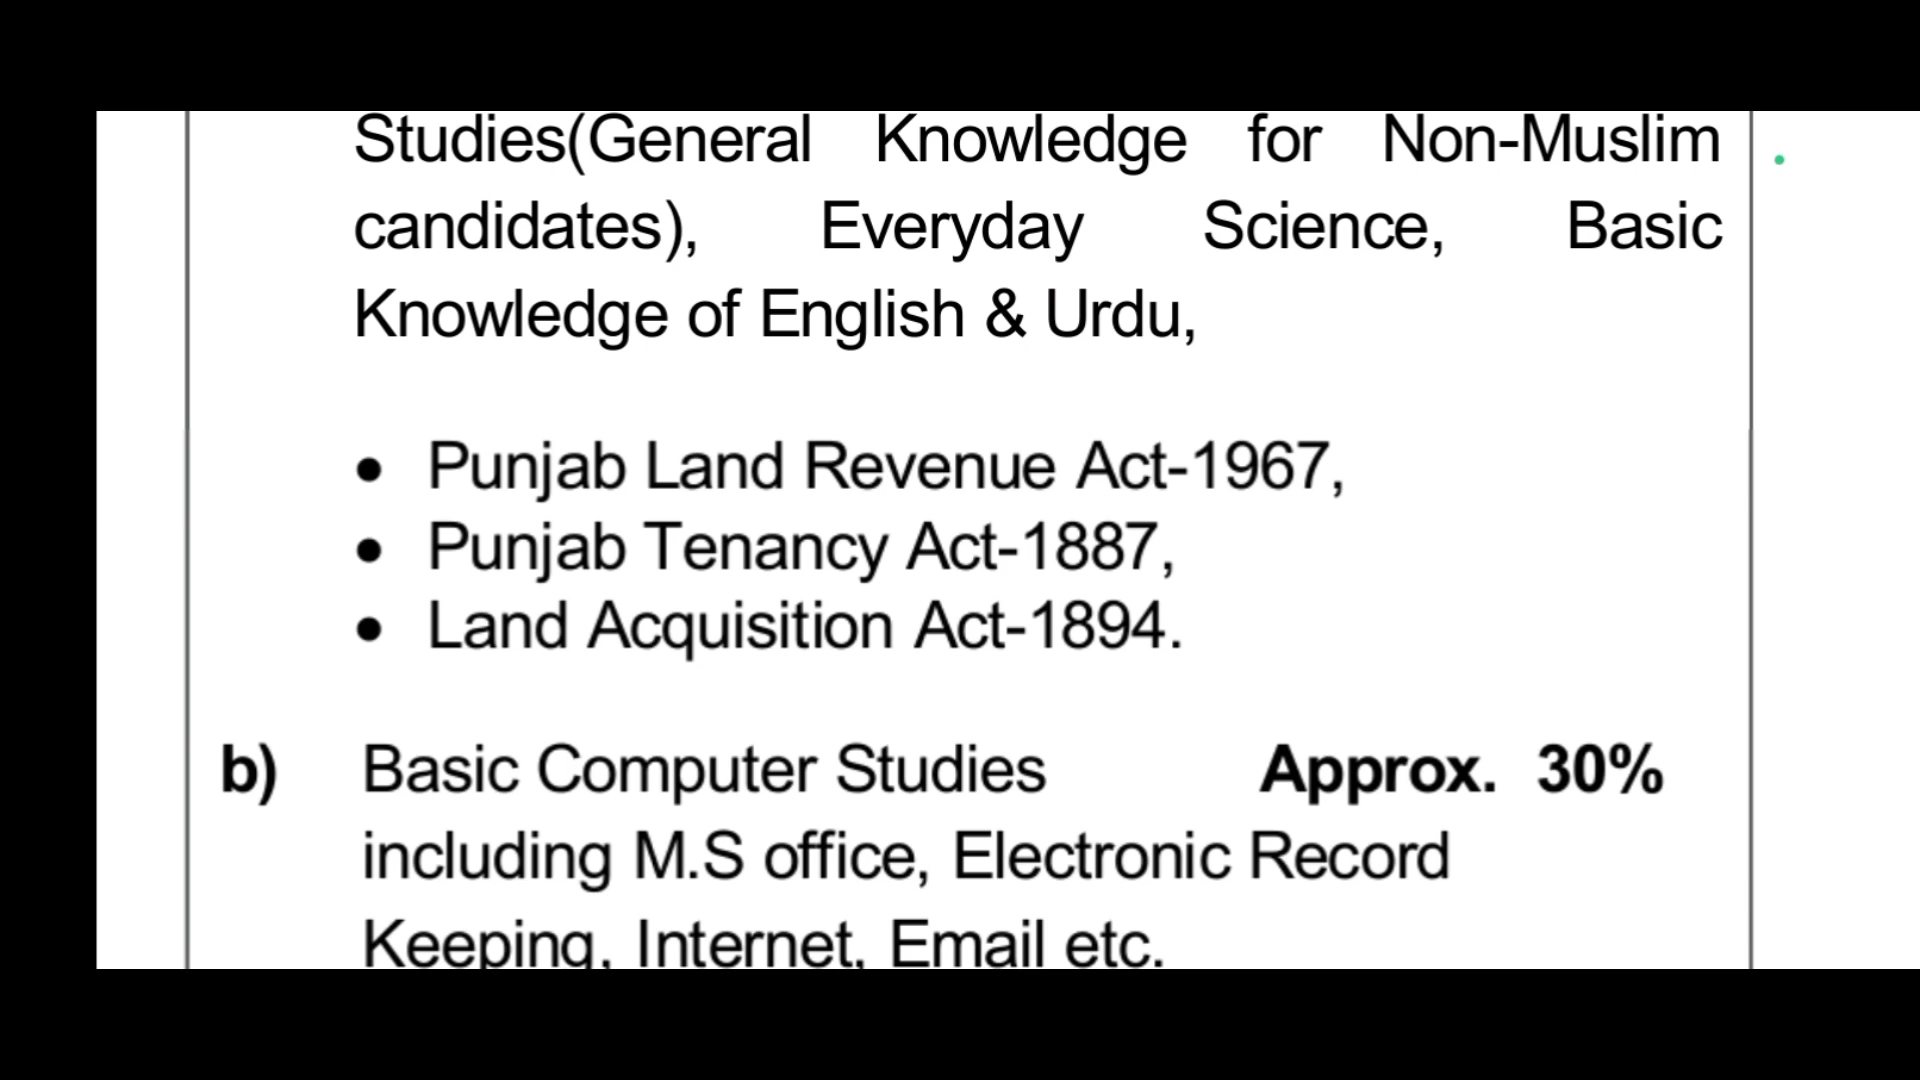 Studies(General Knowledge for Non-Muslim
candidates), Everyday Science, Basic
Knowledge of English & Urdu,
• Punjab Land Revenue Act-1967,
• Punjab Tenancy Act-1887,
• Land Acquisition Act-1894.
b) Basic Computer Studies Approx. 30%
including M.S office, Electronic Record
Keeping, Internet, Email etc.